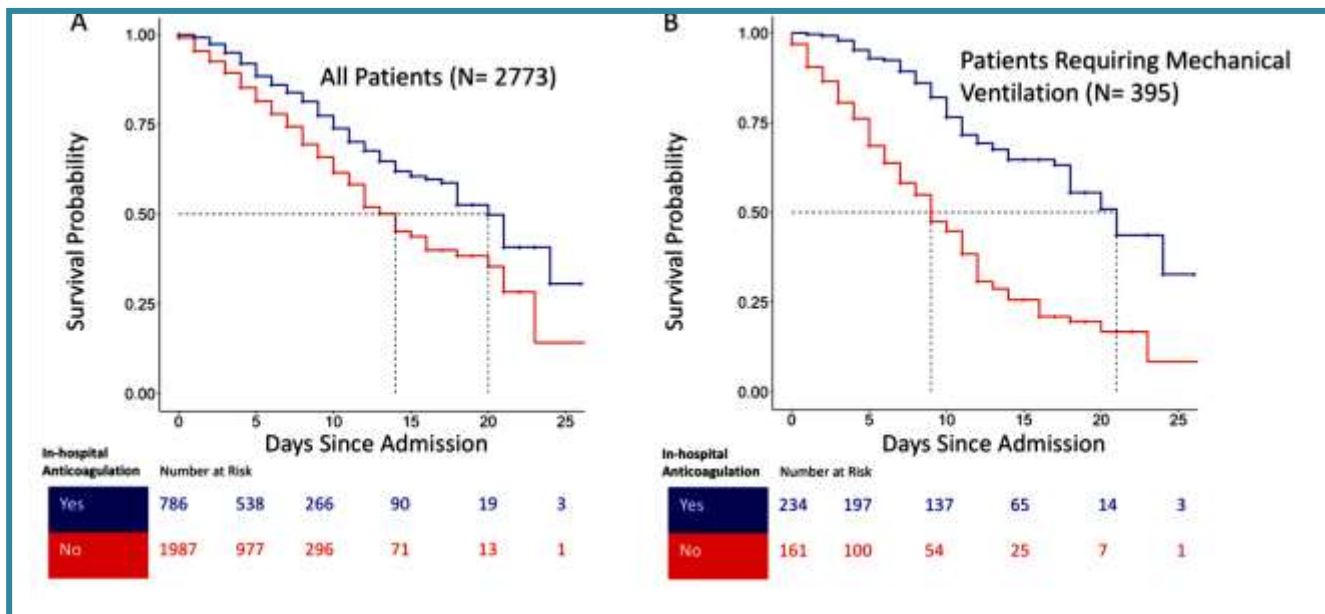 A
1.00
0.75
0.50
0.25
0.00
Survival Probability
All Patients (N= 2773)
0 5 10 15 20 25
Days Since Admission
In-hospital
Anticoagulation Number at Risk
Yes 786 538 266 90 19 3
No 1987 977 296 71 13 1
B
1.00
0.75
0.50
0.25
0.00
Survival Probability
Patients Requiring Mechanical
Ventilation (N= 395)
0 5 10 15 20 25
Days Since Admission
In-hospital
Anticoagulation Number at Risk
Yes 234 197 137 65 14 3
No 161 100 54 25 7 1